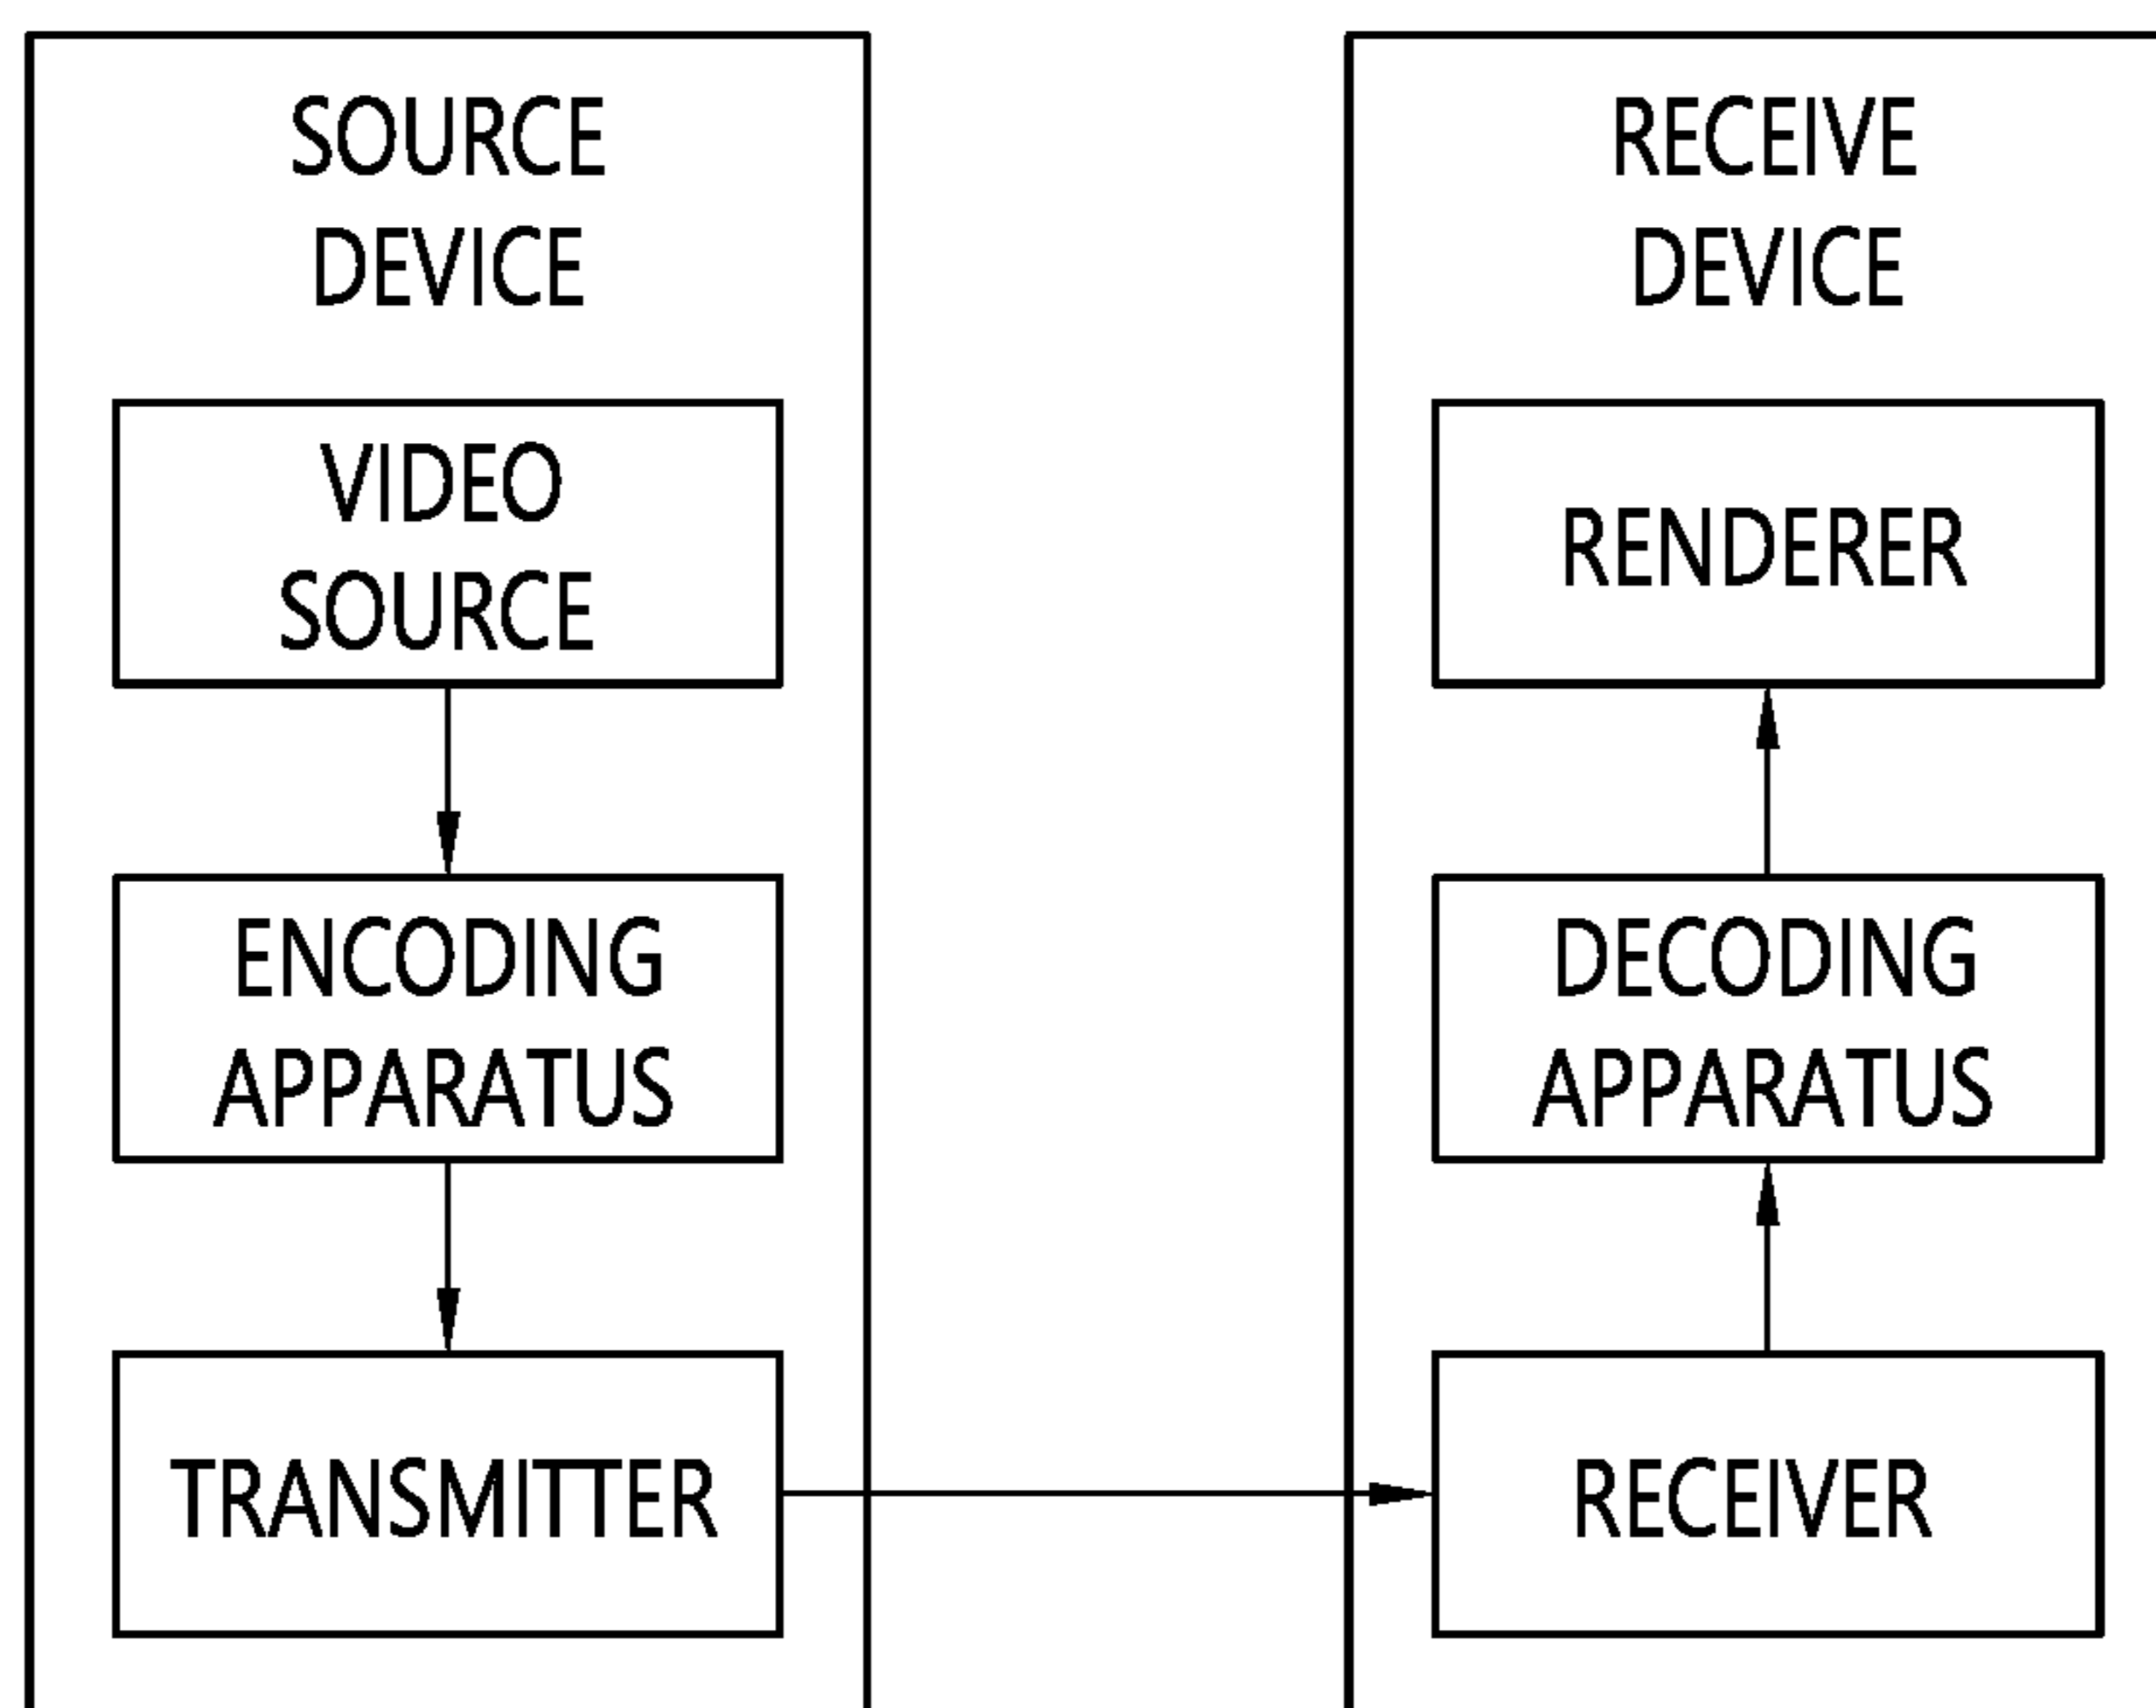 SOURCE
DEVICE
VIDEO
SOURCE
ENCODING
APPARATUS
TRANSMITTER
RECEIVE
DEVICE
RENDERER
DECODING
APPARATUS
RECEIVER